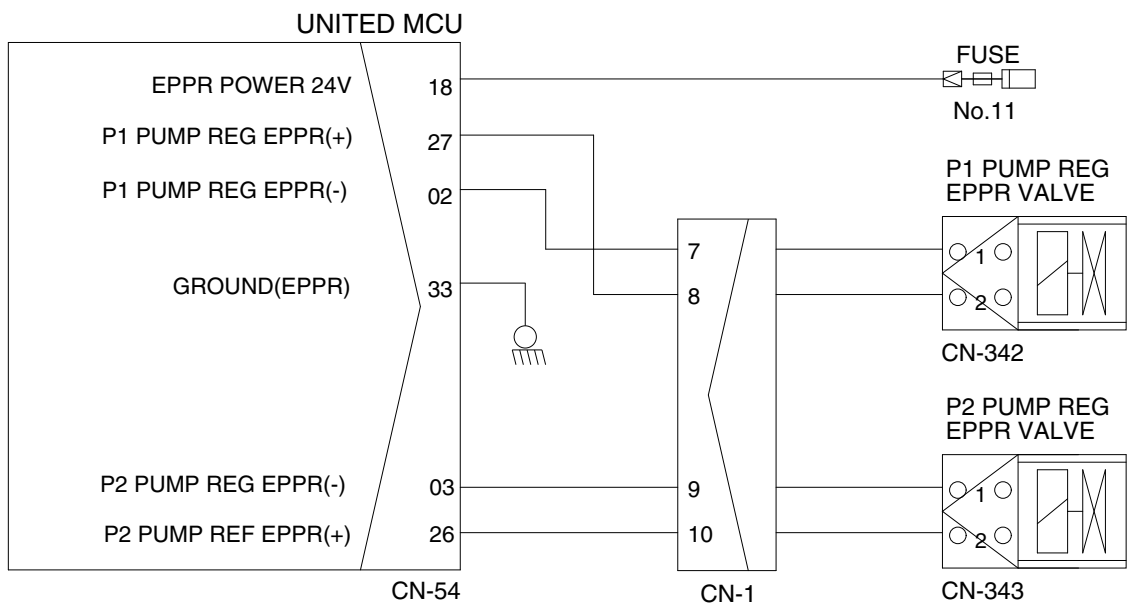 UNITED MCU
EPPR POWER 24V
18
FUSE
No.11
P1 PUMP REG EPPR(+)
27
P1 PUMP REG EPPR(-)
02
P1 PUMP REG
EPPR VALVE
7
1
GROUND(EPPR)
33
8
2
CN-342
P2 PUMP REG
EPPR VALVE
P2 PUMP REG EPPR(-)
03
9
1
P2 PUMP REF EPPR(+)
26
10
2
CN-54
CN-1
CN-343